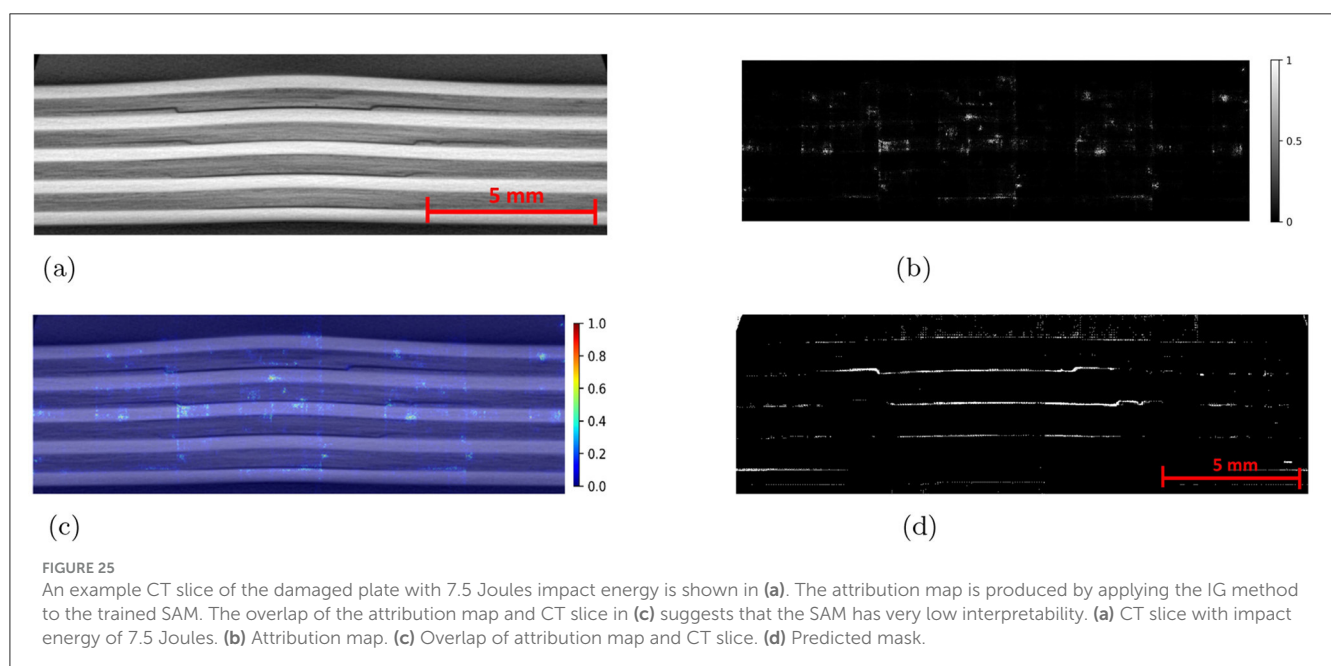 5 mm
(a)
1
0.5
0
(b)
1.0
0.8
0.6
0.4
0.2
0.0
(c)
5 mm
(d)
FIGURE 25
An example CT slice of the damaged plate with 7.5 Joules impact energy is shown in (a). The attribution map is produced by applying the IG method
to the trained SAM. The overlap of the attribution map and CT slice in (c) suggests that the SAM has very low interpretability. (a) CT slice with impact
energy of 7.5 Joules. (b) Attribution map. (c) Overlap of attribution map and CT slice. (d) Predicted mask.